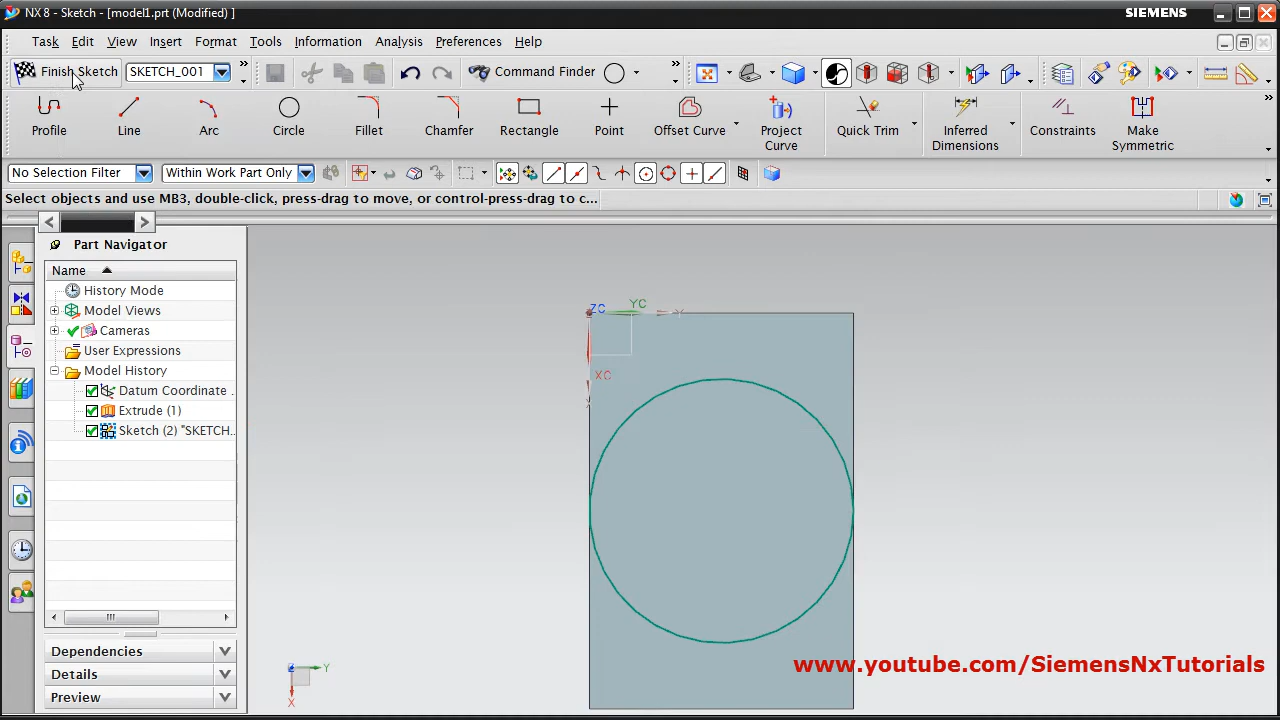 NX 8 - Sketch - [model1.prt (Modified) ]
SIEMENS
Task Edit View Insert Format Tools Information Analysis Preferences Help
Finish Sketch SKETCH_001 Command Finder
Profile Line Arc Circle Fillet Chamfer Rectangle Point Offset Curve Project Curve Quick Trim Inferred Dimensions Constraints Make Symmetric
No Selection Filter Within Work Part Only
Select objects and use MB3, double-click, press-drag to move, or control-press-drag to c...
Part Navigator
Name
History Mode
Model Views
Cameras
User Expressions
Model History
Datum Coordinate .
Extrude (1)
Sketch (2) "SKETCH..
Dependencies
Details
Preview
ZC YC
Y
XC
X
Z Y
X
www.youtube.com/SiemensNxTutorials